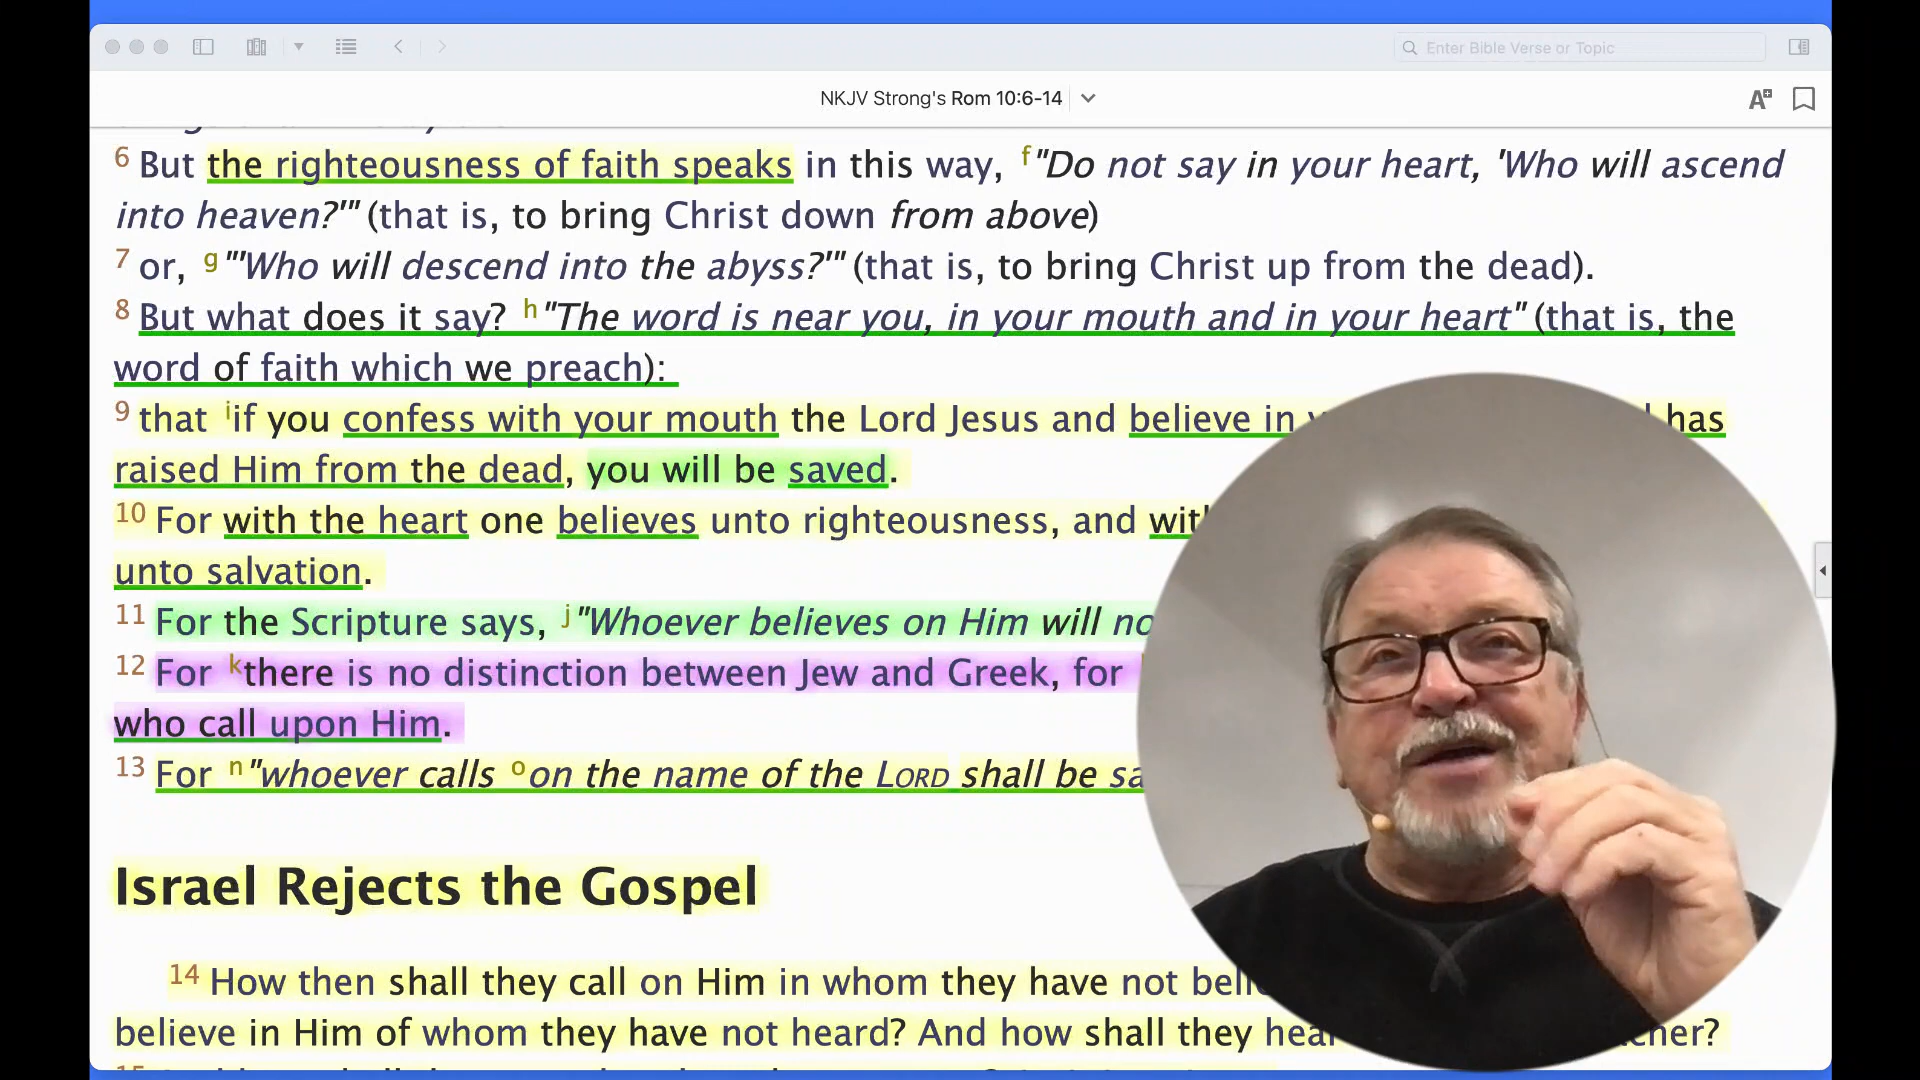 Enter Bible Verse or Topic
NKJV Strong's Rom 10:6-14
6 But the righteousness of faith speaks in this way, f"Do not say in your heart, 'Who will ascend
into heaven?'" (that is, to bring Christ down from above)
7 or, g"'Who will descend into the abyss?'" (that is, to bring Christ up from the dead).
8 But what does it say? h"The word is near you, in your mouth and in your heart" (that is, the
word of faith which we preach):
9 that iif you confess with your mouth the Lord Jesus and believe in has
raised Him from the dead, you will be saved.
10 For with the heart one believes unto righteousness, and
unto salvation.
11 For the Scripture says, j"Whoever believes on Him will
12 For kthere is no distinction between Jew and Greek, for
who call upon Him.
13 For n"whoever calls oon the name of the LORD shall be
Israel Rejects the Gospel
14 How then shall they call on Him in whom they have not
believe in Him of whom they have not heard? And how shall they